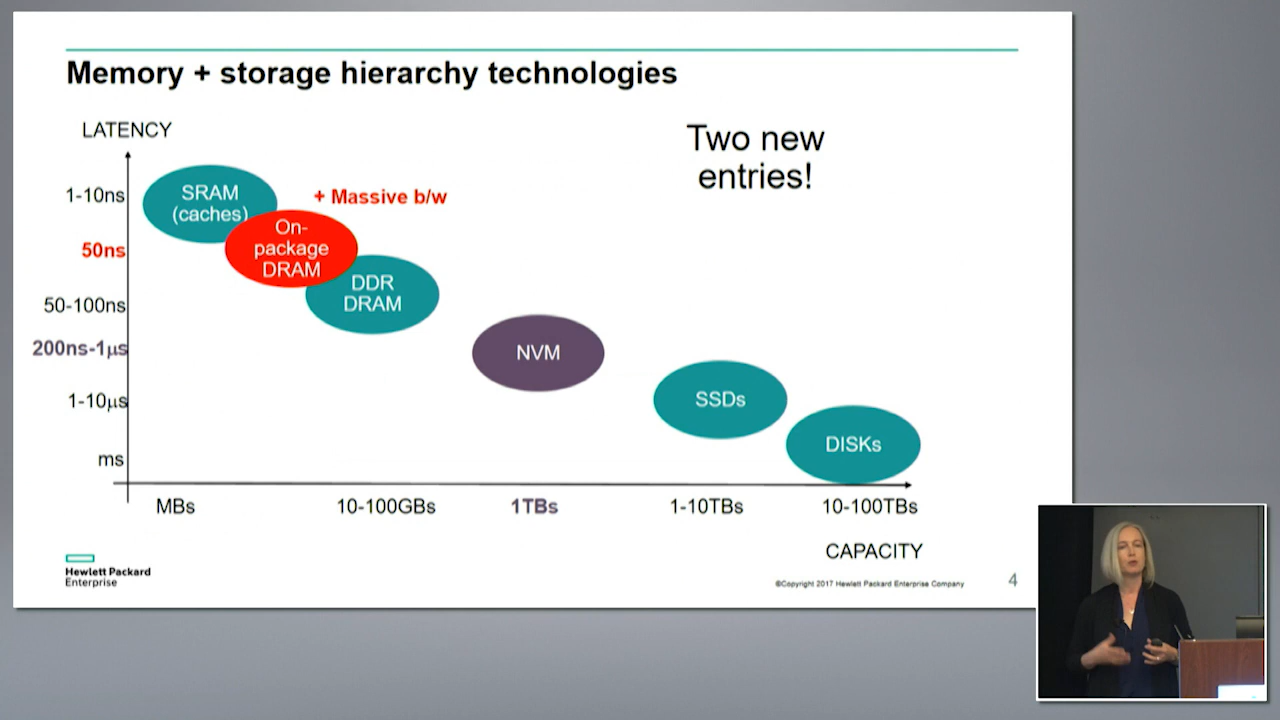 Memory + storage hierarchy technologies
LATENCY
Two new
entries!
1-10ns
SRAM
(caches)
+ Massive b/w
50ns
On-
package
DRAM
50-100ns
DDR
DRAM
200ns-1µs
NVM
1-10µs
SSDs
ms
DISKs
MBs
10-100GBs
1TBs
1-10TBs
10-100TBs
CAPACITY
Hewlett Packard
Enterprise
©Copyright 2017 Hewlett Packard Enterprise Company
4